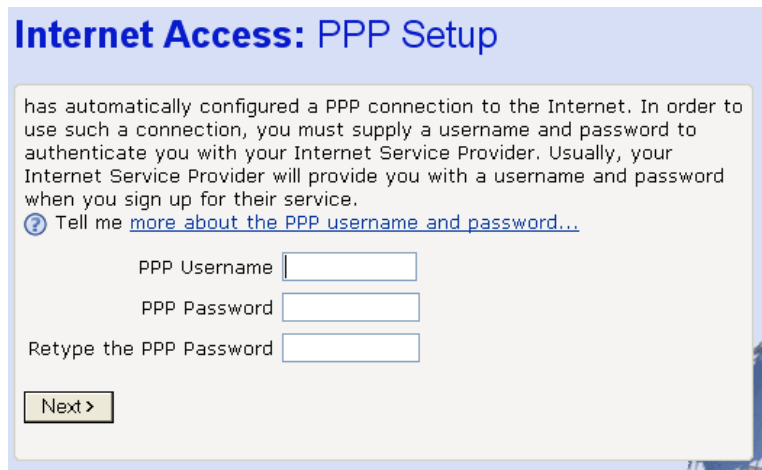 Internet Access: PPP Setup
has automatically configured a PPP connection to the Internet. In order to
use such a connection, you must supply a username and password to
authenticate you with your Internet Service Provider. Usually, your
Internet Service Provider will provide you with a username and password
when you sign up for their service.
? Tell me more about the PPP username and password...
PPP Username
PPP Password
Retype the PPP Password
Next >